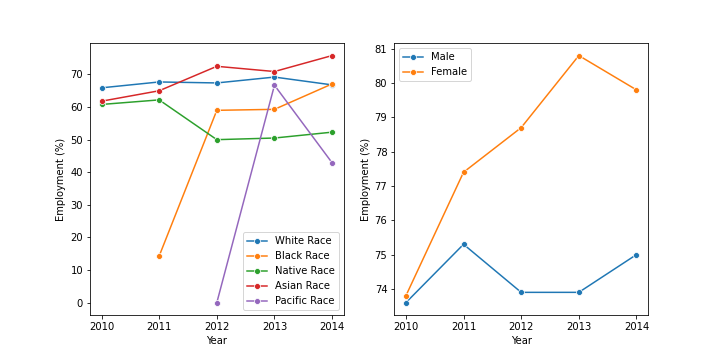 70
60
50
40
30
20
10
0
Employment (%)
2010 2011 2012 2013 2014
Year
White Race
Black Race
Native Race
Asian Race
Pacific Race
81
80
79
78
77
76
75
74
Employment (%)
2010 2011 2012 2013 2014
Year
Male
Female